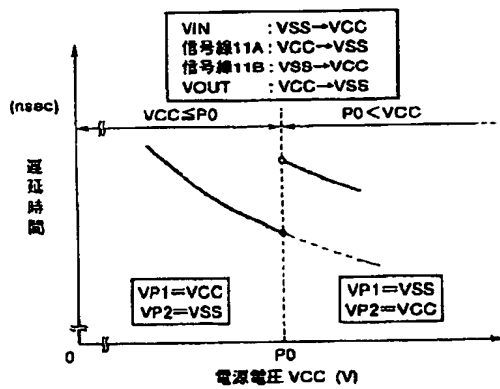 VIN : VSS→VCC
信号線11A : VCC→VSS
信号線11B : VSS→VCC
VOUT : VCC→VSS
(nsec)
VCC≦P0
P0<VCC
遅延時間
VP1=VCC
VP2=VSS
VP1=VSS
VP2=VCC
0
P0
電源電圧 VCC (V)